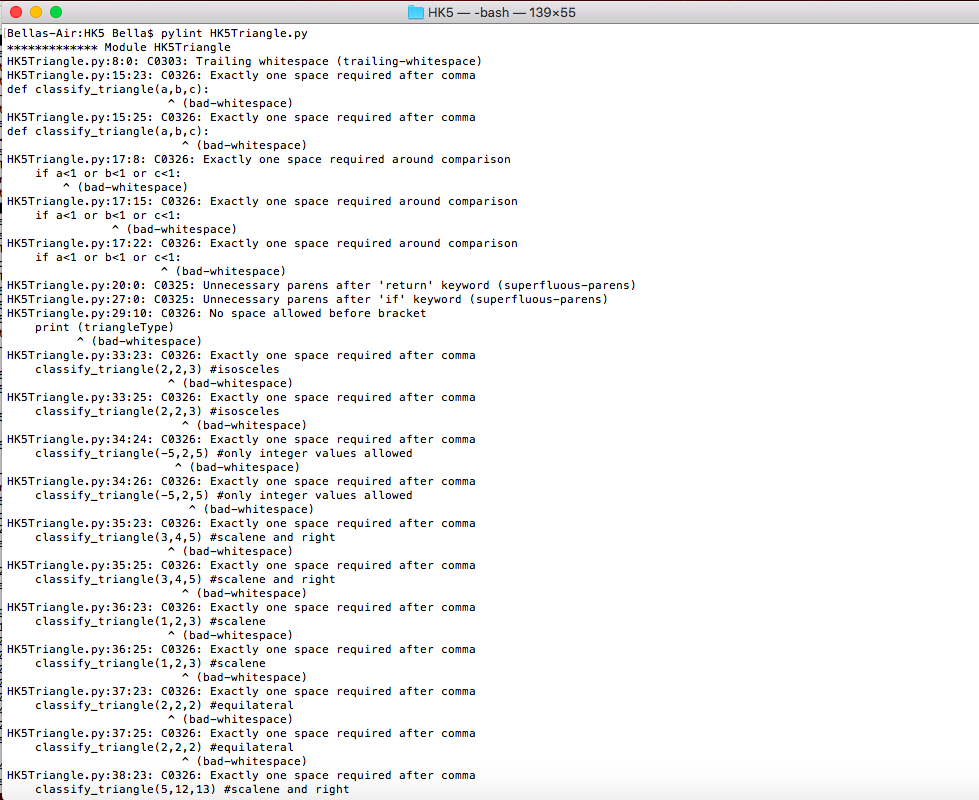 HK5 — -bash — 139×55
[Bellas-Air:HK5 Bella$ pylint HK5Triangle.py
************* Module HK5Triangle
HK5Triangle.py:8:0: C0303: Trailing whitespace (trailing-whitespace)
HK5Triangle.py:15:23: C0326: Exactly one space required after comma
def classify_triangle(a,b,c):
                       ^ (bad-whitespace)
HK5Triangle.py:15:25: C0326: Exactly one space required after comma
def classify_triangle(a,b,c):
                         ^ (bad-whitespace)
HK5Triangle.py:17:8: C0326: Exactly one space required around comparison
    if a<1 or b<1 or c<1:
        ^ (bad-whitespace)
HK5Triangle.py:17:15: C0326: Exactly one space required around comparison
    if a<1 or b<1 or c<1:
               ^ (bad-whitespace)
HK5Triangle.py:17:22: C0326: Exactly one space required around comparison
    if a<1 or b<1 or c<1:
                      ^ (bad-whitespace)
HK5Triangle.py:20:0: C0325: Unnecessary parens after 'return' keyword (superfluous-parens)
HK5Triangle.py:27:0: C0325: Unnecessary parens after 'if' keyword (superfluous-parens)
HK5Triangle.py:29:10: C0326: No space allowed before bracket
    print (triangleType)
          ^ (bad-whitespace)
HK5Triangle.py:33:23: C0326: Exactly one space required after comma
    classify_triangle(2,2,3) #isosceles
                       ^ (bad-whitespace)
HK5Triangle.py:33:25: C0326: Exactly one space required after comma
    classify_triangle(2,2,3) #isosceles
                         ^ (bad-whitespace)
HK5Triangle.py:34:24: C0326: Exactly one space required after comma
    classify_triangle(-5,2,5) #only integer values allowed
                        ^ (bad-whitespace)
HK5Triangle.py:34:26: C0326: Exactly one space required after comma
    classify_triangle(-5,2,5) #only integer values allowed
                          ^ (bad-whitespace)
HK5Triangle.py:35:23: C0326: Exactly one space required after comma
    classify_triangle(3,4,5) #scalene and right
                       ^ (bad-whitespace)
HK5Triangle.py:35:25: C0326: Exactly one space required after comma
    classify_triangle(3,4,5) #scalene and right
                         ^ (bad-whitespace)
HK5Triangle.py:36:23: C0326: Exactly one space required after comma
    classify_triangle(1,2,3) #scalene
                       ^ (bad-whitespace)
HK5Triangle.py:36:25: C0326: Exactly one space required after comma
    classify_triangle(1,2,3) #scalene
                         ^ (bad-whitespace)
HK5Triangle.py:37:23: C0326: Exactly one space required after comma
    classify_triangle(2,2,2) #equilateral
                       ^ (bad-whitespace)
HK5Triangle.py:37:25: C0326: Exactly one space required after comma
    classify_triangle(2,2,2) #equilateral
                         ^ (bad-whitespace)
HK5Triangle.py:38:23: C0326: Exactly one space required after comma
    classify_triangle(5,12,13) #scalene and right